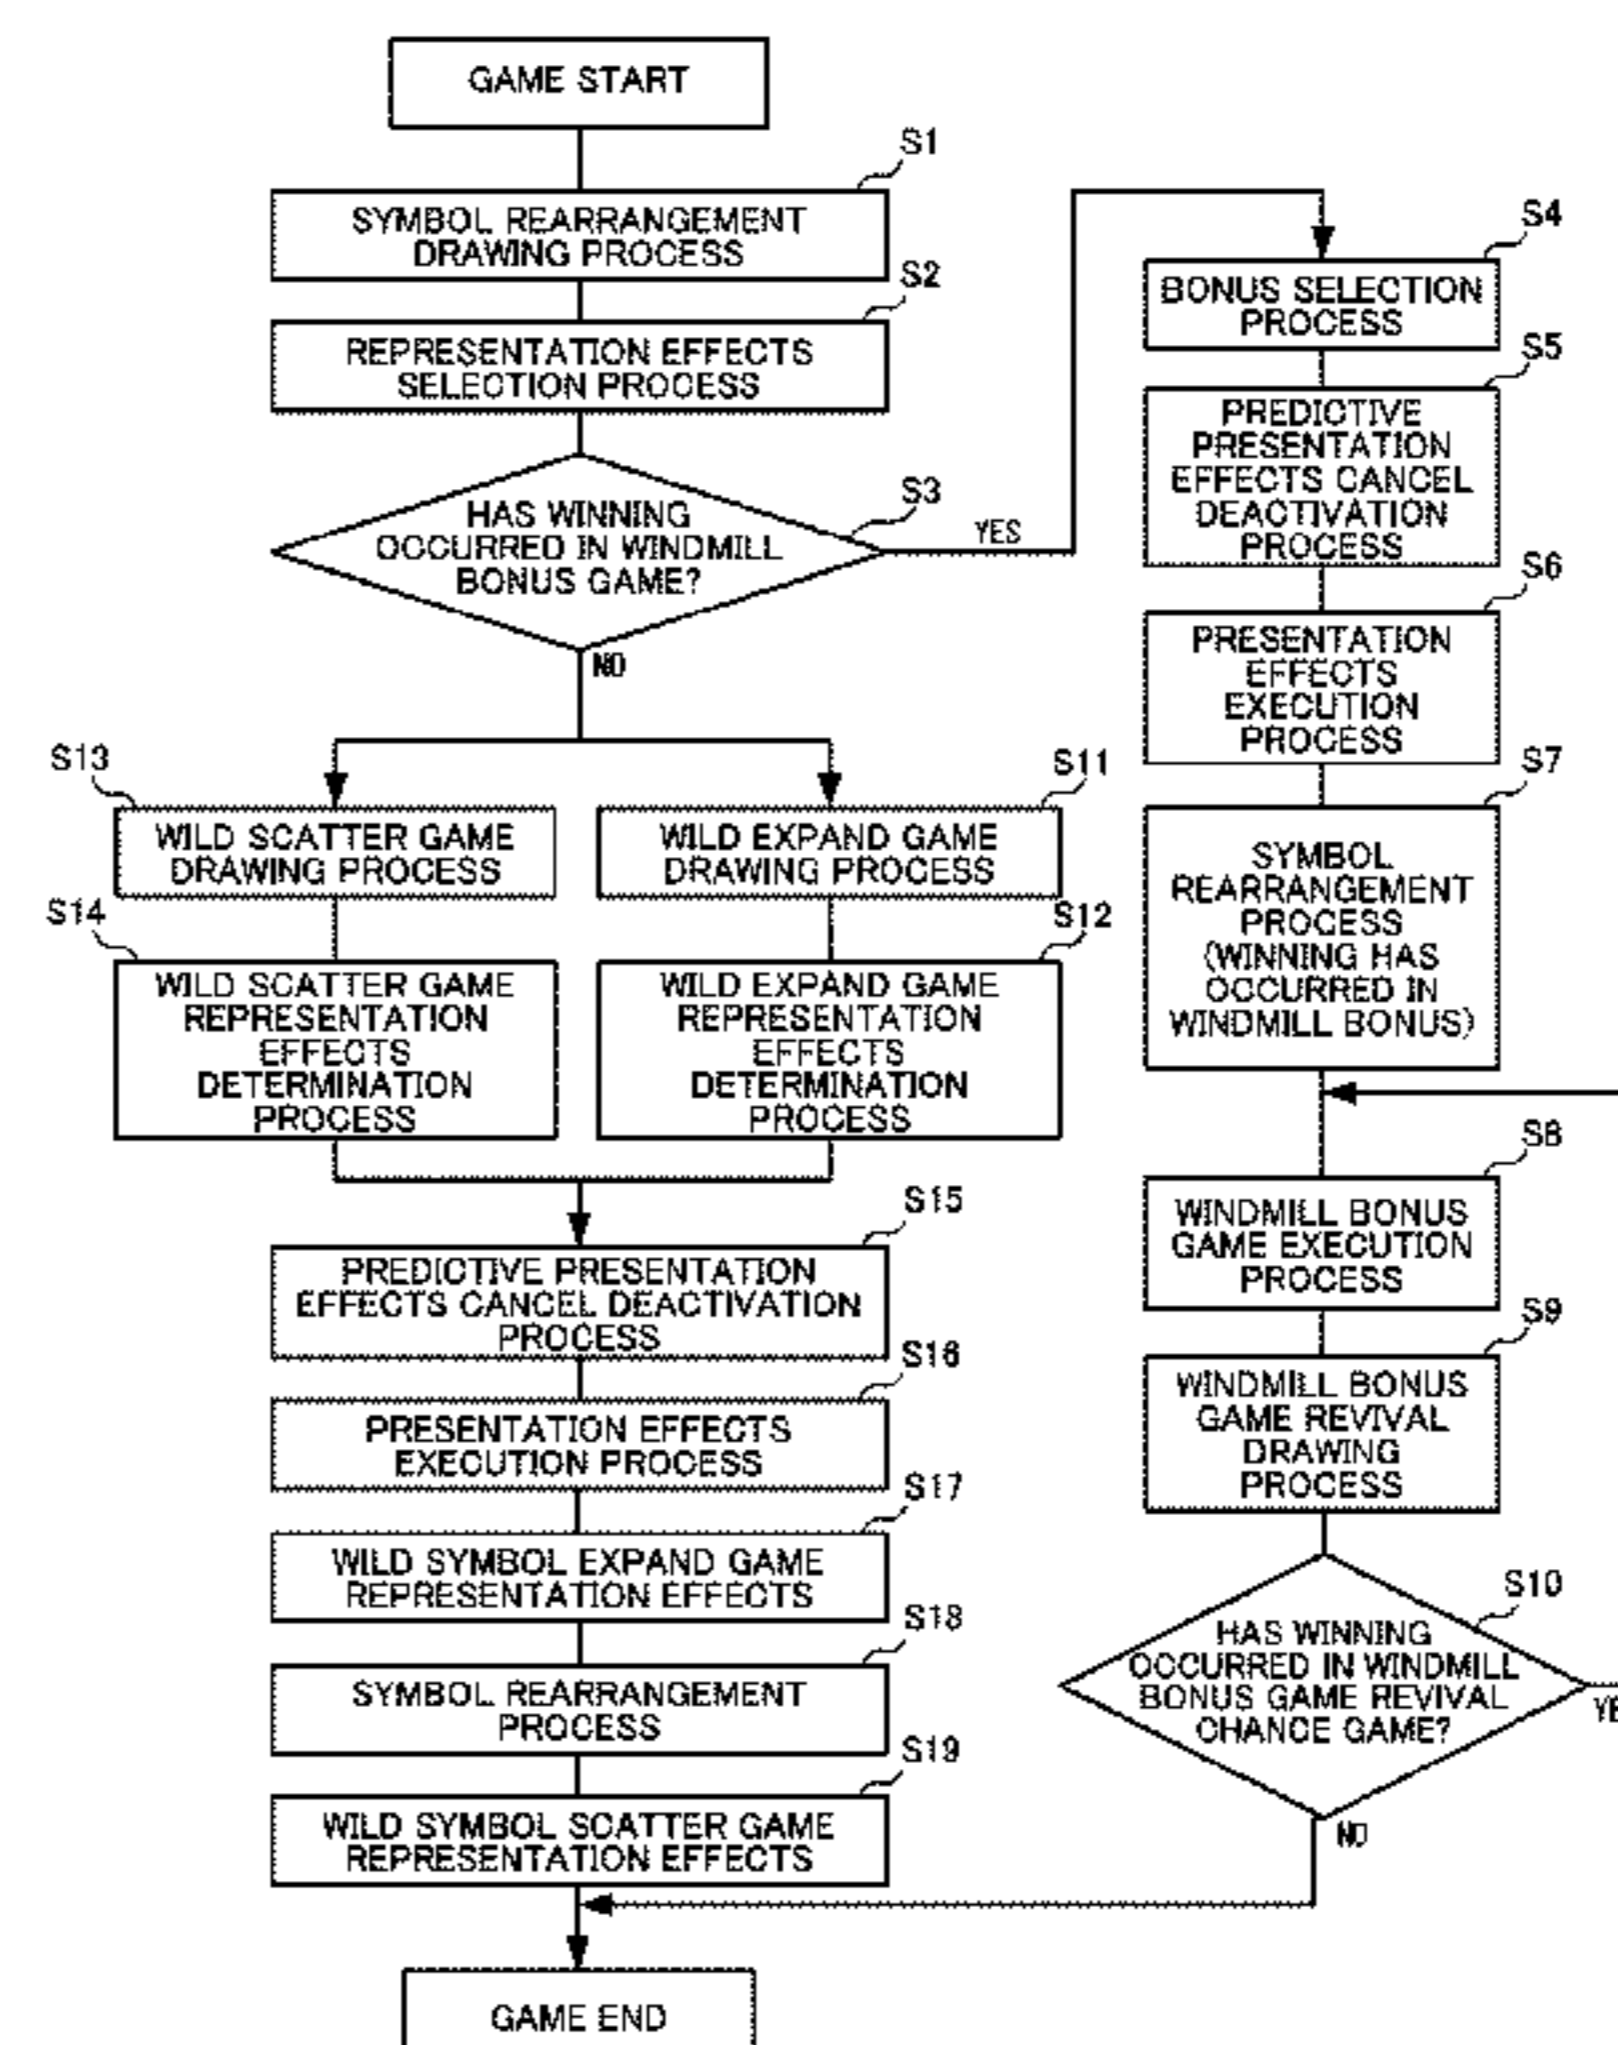 GAME START
S1
SYMBOL REARRANGEMENT
DRAWING PROCESS
S2
REPRESENTATION EFFECTS
SELECTION PROCESS
S3
HAS WINNING
OCCURRED IN WINDMILL
BONUS GAME?
YES
NO
S4
BONUS SELECTION
PROCESS
S5
PREDICTIVE
PRESENTATION
EFFECTS CANCEL
DEACTIVATION
PROCESS
S6
PRESENTATION
EFFECTS
EXECUTION
PROCESS
S7
SYMBOL
REARRANGEMENT
PROCESS
(WINNING HAS
OCCURRED IN
WINDMILL BONUS)
S8
WINDMILL BONUS
GAME EXECUTION
PROCESS
S9
WINDMILL BONUS
GAME REVIVAL
DRAWING
PROCESS
S10
HAS WINNING
OCCURRED IN WINDMILL
BONUS GAME REVIVAL
CHANCE GAME?
NO
S13
WILD SCATTER GAME
DRAWING PROCESS
S11
WILD EXPAND GAME
DRAWING PROCESS
S14
WILD SCATTER GAME
REPRESENTATION
EFFECTS
DETERMINATION
PROCESS
S12
WILD EXPAND GAME
REPRESENTATION
EFFECTS
DETERMINATION
PROCESS
S15
PREDICTIVE PRESENTATION
EFFECTS CANCEL DEACTIVATION
PROCESS
S16
PRESENTATION EFFECTS
EXECUTION PROCESS
S17
WILD SYMBOL EXPAND GAME
REPRESENTATION EFFECTS
S18
SYMBOL REARRANGEMENT
PROCESS
S19
WILD SYMBOL SCATTER GAME
REPRESENTATION EFFECTS
GAME END